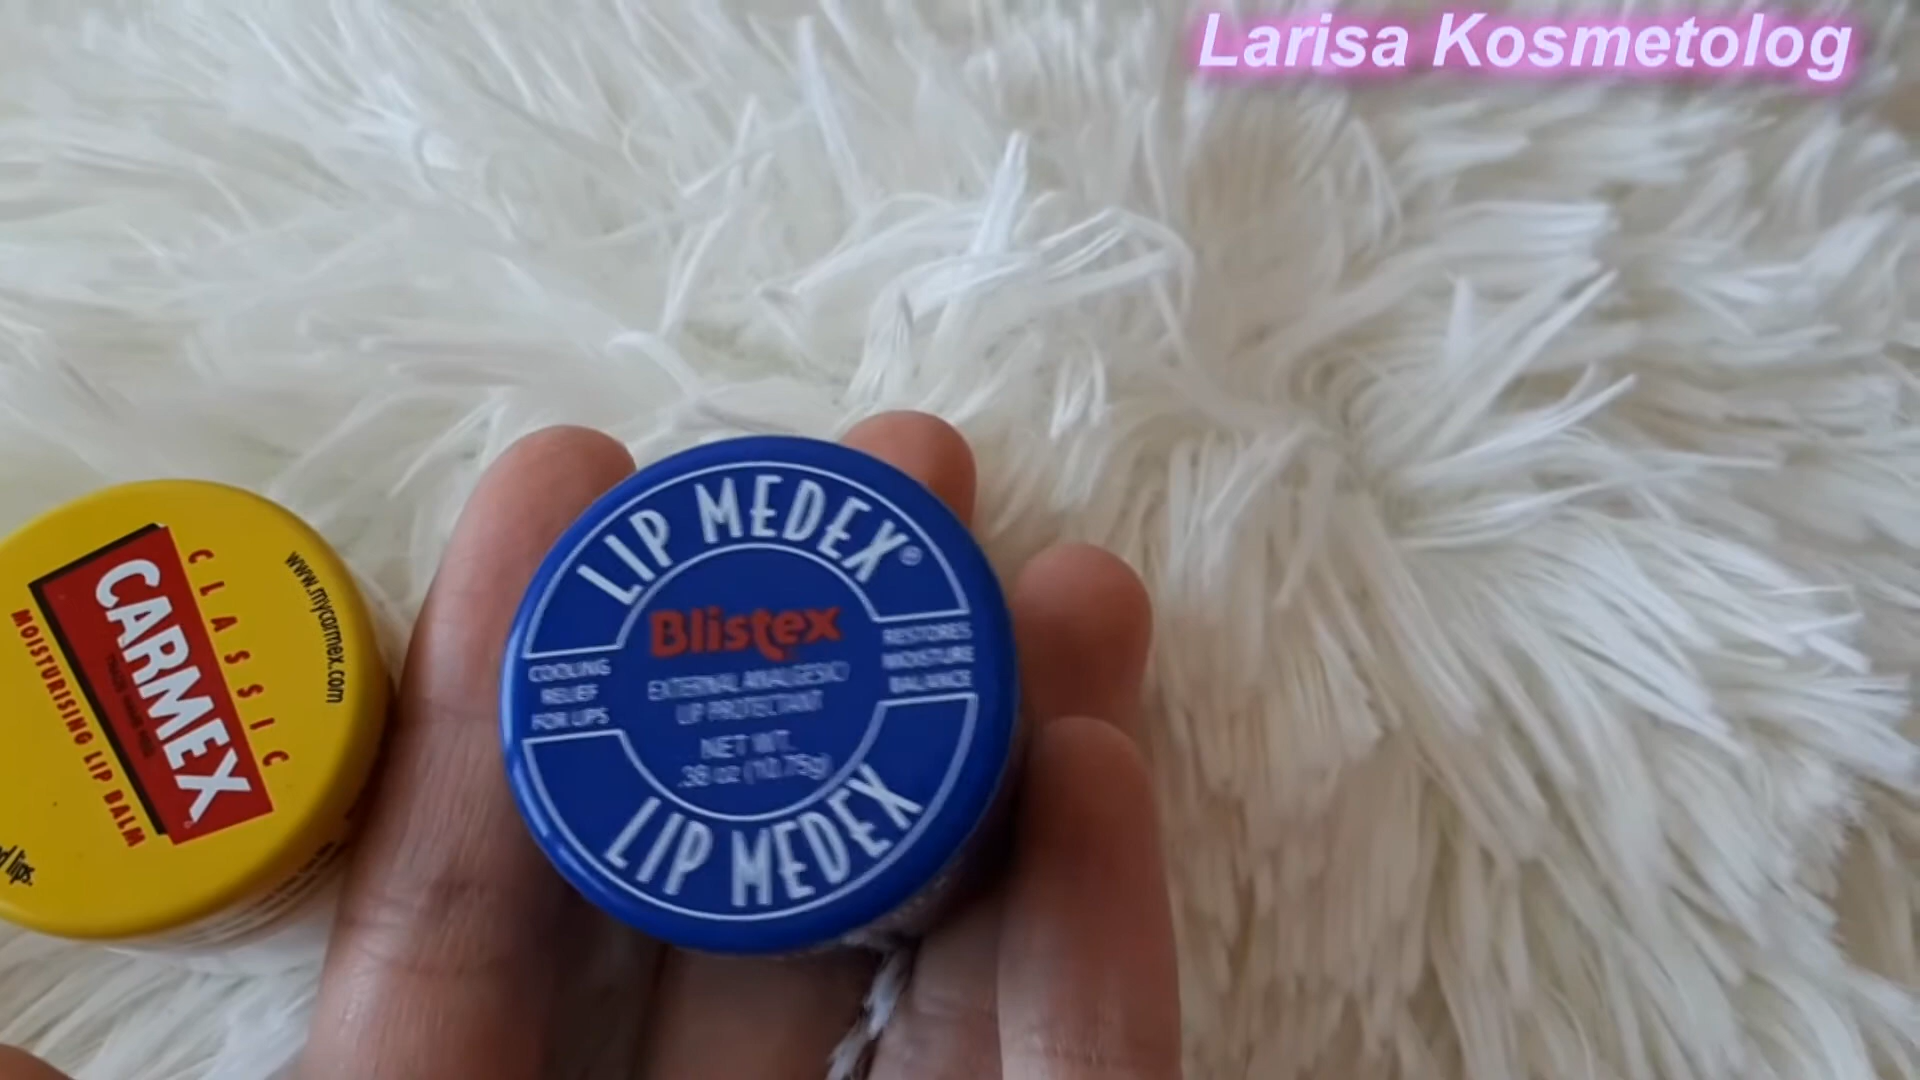 Larisa Kosmetolog
CLASSIC
www.mycarmex.com
CARMEX
MOISTURISING LIP BALM
lips.
LIP MEDEX®
Blistex
COOLING
RELIEF
FOR LIPS
EXTERNAL ANALGESIC/
LIP PROTECTANT
RESTORES
MOISTURE
BALANCE
NET WT.
.38 oz (10.75g)
LIP MEDEX